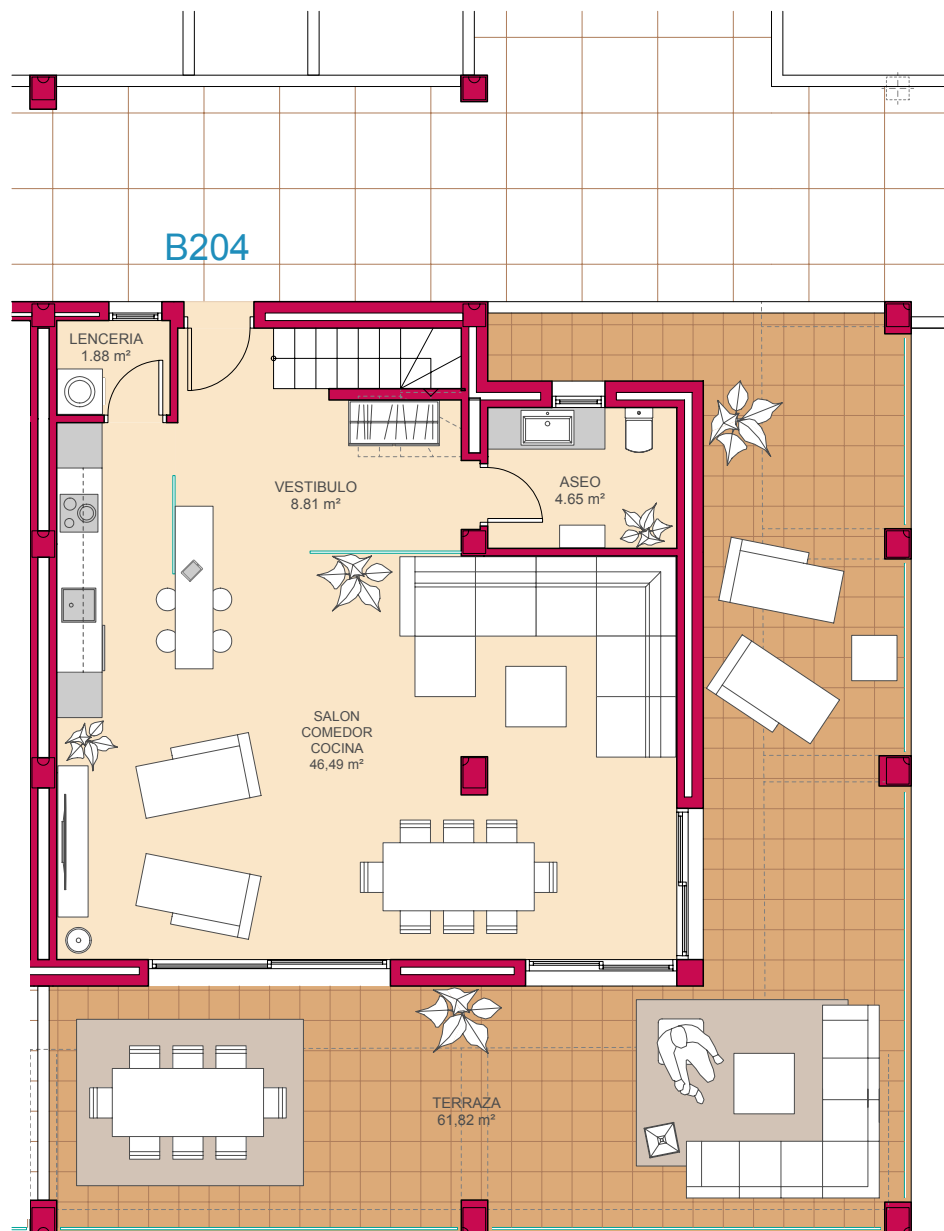 B204
LENCERIA
1.88 m²
VESTIBULO
8.81 m²
ASEO
4.65 m²
SALON
COMEDOR
COCINA
46,49 m²
TERRAZA
61,82 m²